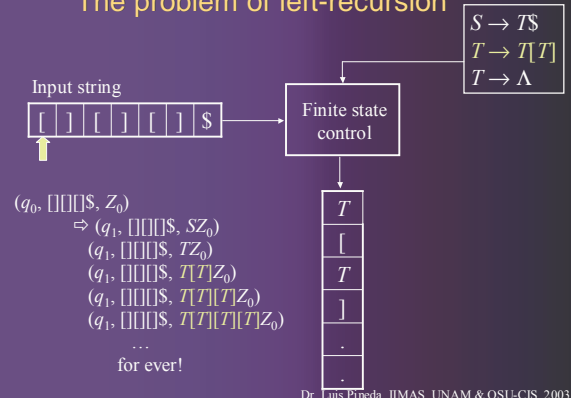 The problem of left-recursion
S → T$
T → T[T]
T → Λ
Input string
[ ] [ ] [ ] $
Finite state
control
(q₀, [][][]$, Z₀)
⇨ (q₁, [][][]$, SZ₀)
(q₁, [][][]$, TZ₀)
(q₁, [][][]$, T[T]Z₀)
(q₁, [][][]$, T[T][T]Z₀)
(q₁, [][][]$, T[T][T][T]Z₀)
…
for ever!
T
[
T
]
.
.
Dr. Luis Pineda, IIMAS, UNAM & OSU-CIS, 2003